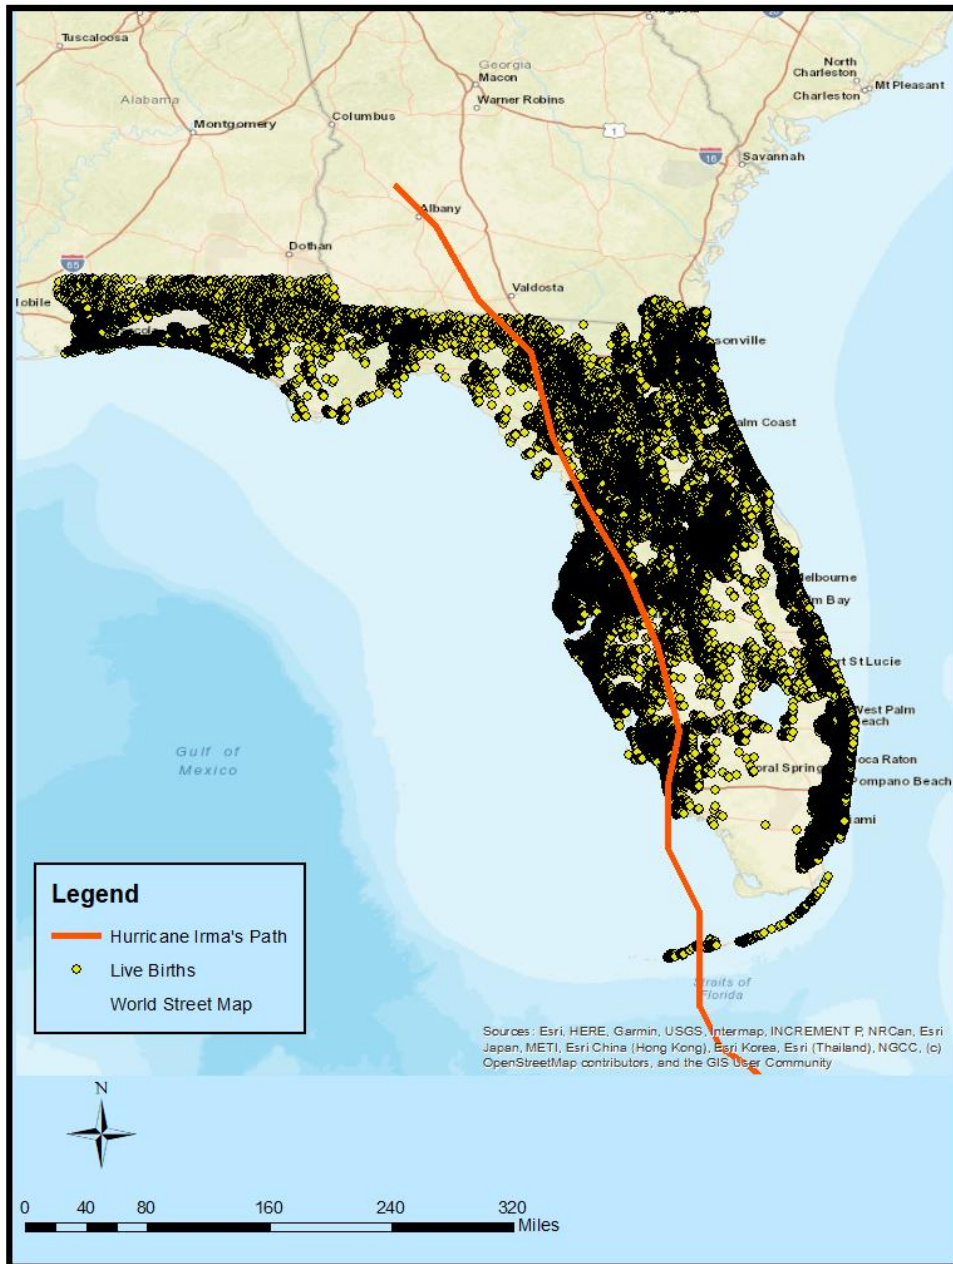 Tuscaloosa
Georgia
Macon
North
Charleston
Mt Pleasant
Charleston
Alabama
Warner Robins
Columbus
Montgomery
1
16
Savannah
Albany
Dothan
65
Valdosta
obile
sonville
alm Coast
elbourne
m Bay
rt St Lucie
West Palm
each
oral Spring
oca Raton
Pompano Beach
ami
Gulf of
Mexico
Straits of
Florida
Legend
Hurricane Irma's Path
Live Births
World Street Map
Sources: Esri, HERE, Garmin, USGS, Intermap, INCREMENT P, NRCan, Esri
Japan, METI, Esri China (Hong Kong), Esri Korea, Esri (Thailand), NGCC, (c)
OpenStreetMap contributors, and the GIS User Community
N
0 40 80 160 240 320
Miles